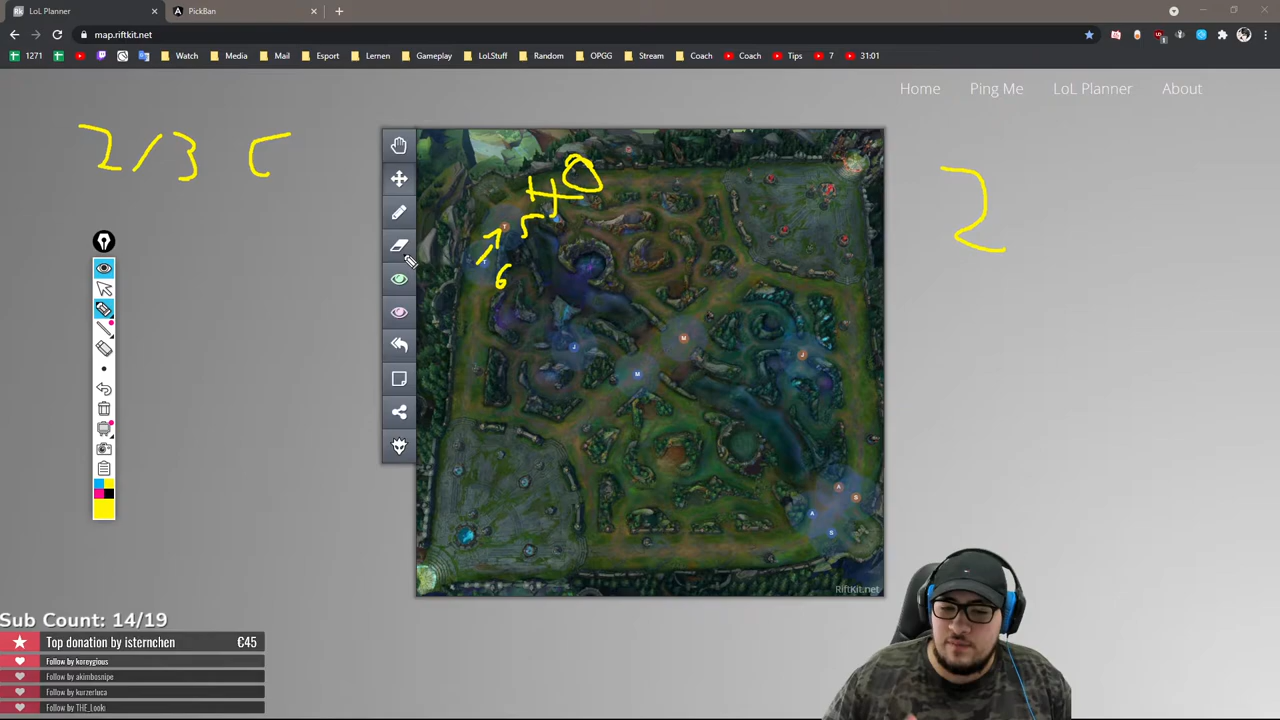 LoL Planner
PickBan
map.riftkit.net
1271
Watch
Media
Mail
Esport
Lernen
Gameplay
LoLStuff
Random
OPGG
Stream
Coach
Coach
Tips
7
31:01
Home
Ping Me
LoL Planner
About
2/3 C
2
4
5
6
T
T
J
M
M
J
A
S
A
S
RiftKit.net
Sub Count: 14/19
Top donation by isternchen €45
Follow by koreygious
Follow by akimbosnipe
Follow by kurzerluca
Follow by THE_Looki